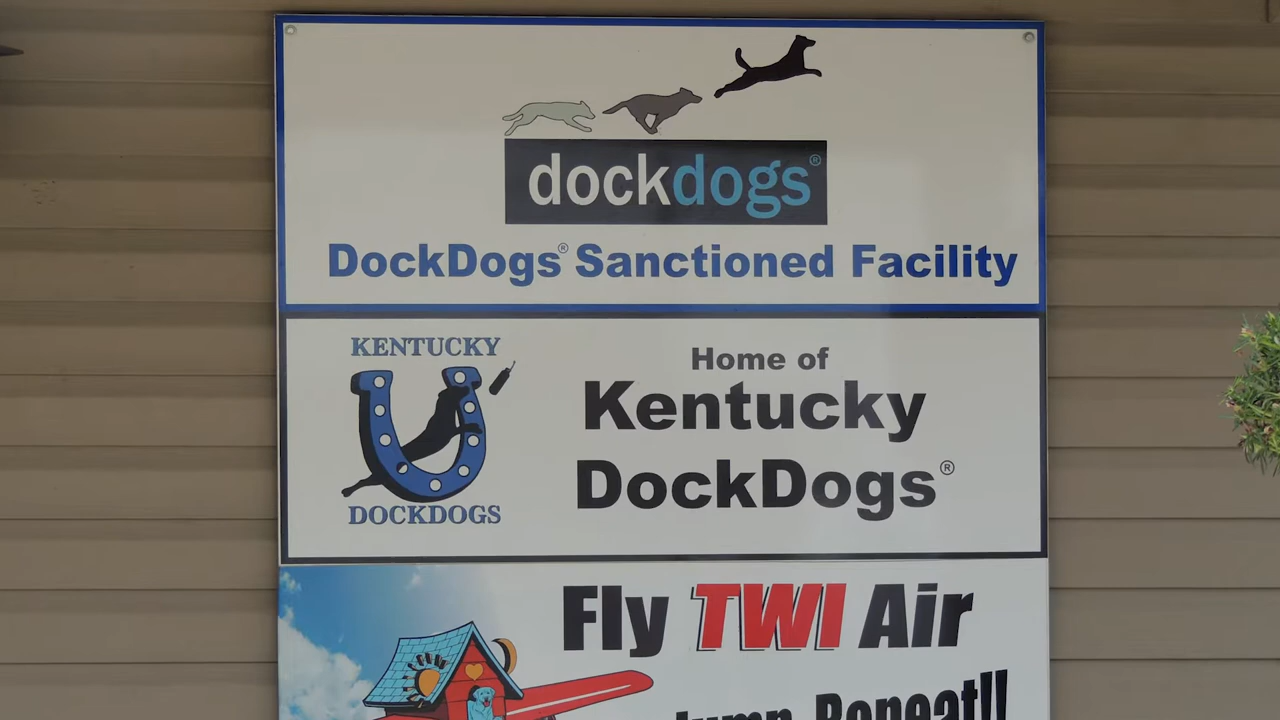 dockdogs®
DockDogs® Sanctioned Facility
KENTUCKY
DOCKDOGS
Home of
Kentucky
DockDogs®
Fly TWI Air
Jump, Repeat!!